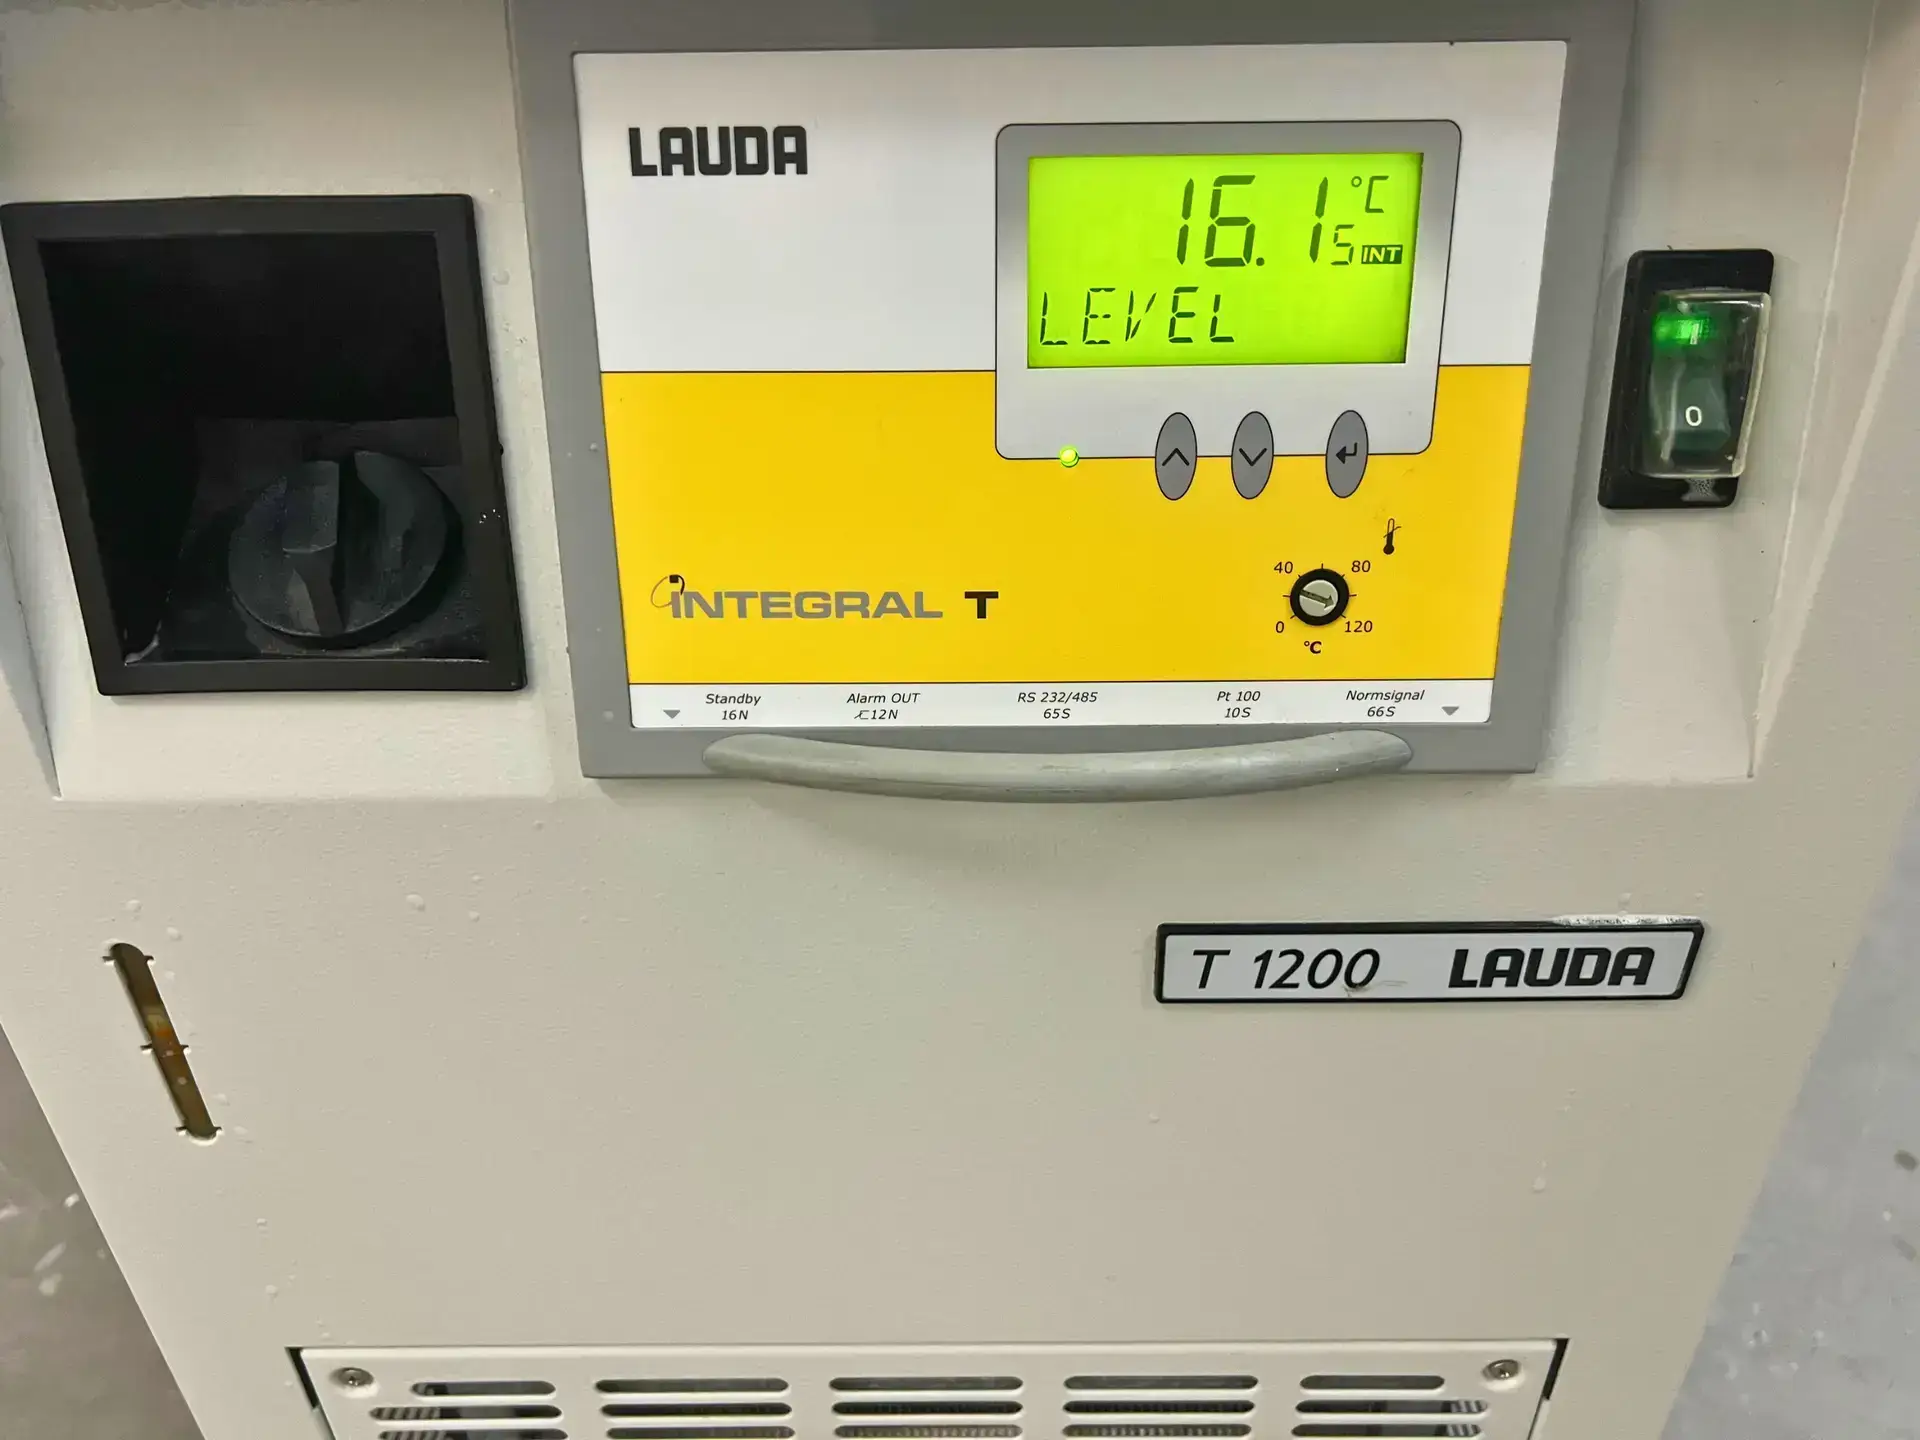 LAUDA
16.15 °C
INT
LEVEL
I
0
40 80
0 120
°C
INTEGRAL T
Standby Alarm OUT RS 232/485 Pt 100 Normsignal
16N 12N 65S 10S 66S
T 1200 LAUDA